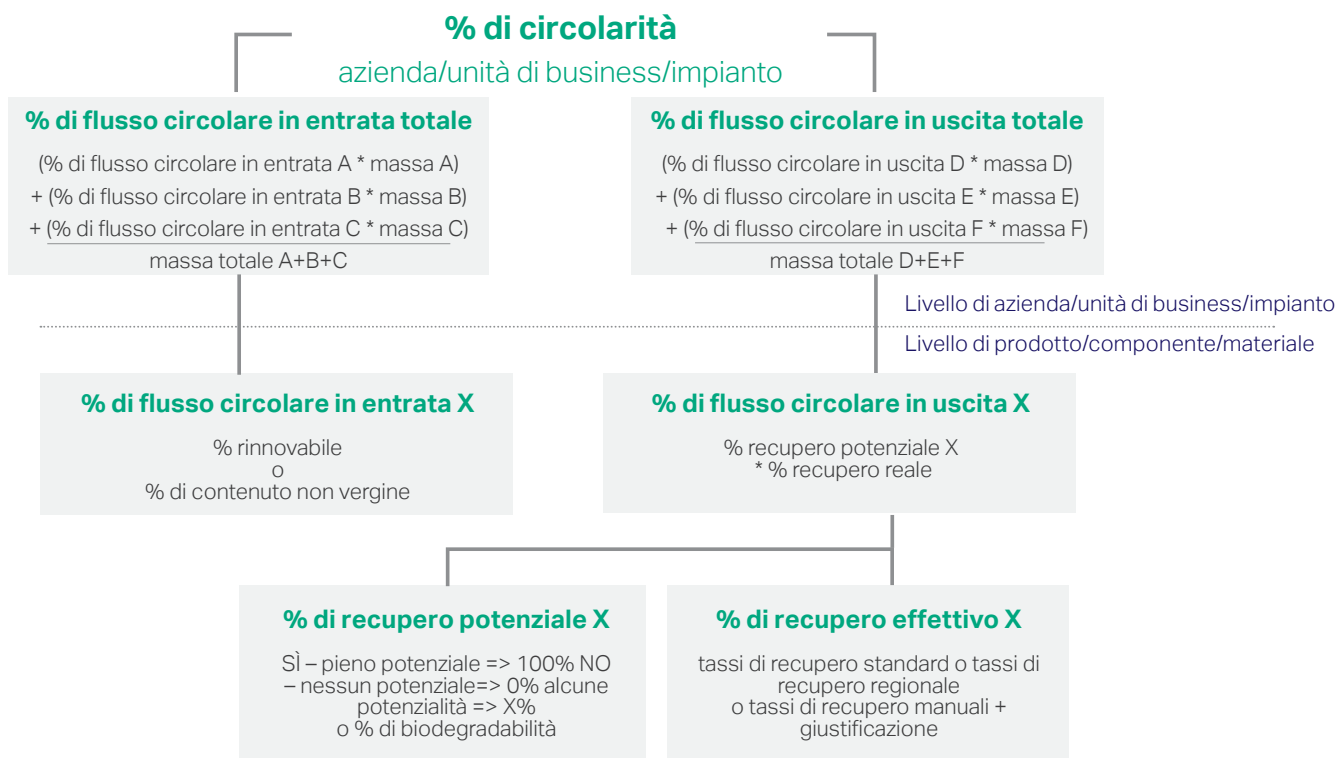 % di circolarità
azienda/unità di business/impianto
% di flusso circolare in entrata totale
(% di flusso circolare in entrata A * massa A)
+ (% di flusso circolare in entrata B * massa B)
+ (% di flusso circolare in entrata C * massa C)
massa totale A+B+C
% di flusso circolare in uscita totale
(% di flusso circolare in uscita D * massa D)
+ (% di flusso circolare in uscita E * massa E)
+ (% di flusso circolare in uscita F * massa F)
massa totale D+E+F
Livello di azienda/unità di business/impianto
Livello di prodotto/componente/materiale
% di flusso circolare in entrata X
% rinnovabile
o
% di contenuto non vergine
% di flusso circolare in uscita X
% recupero potenziale X
* % recupero reale
% di recupero potenziale X
SÌ – pieno potenziale => 100% NO
– nessun potenziale=> 0% alcune
potenzialità => X%
o % di biodegradabilità
% di recupero effettivo X
tassi di recupero standard o tassi di
recupero regionale
o tassi di recupero manuali +
giustificazione